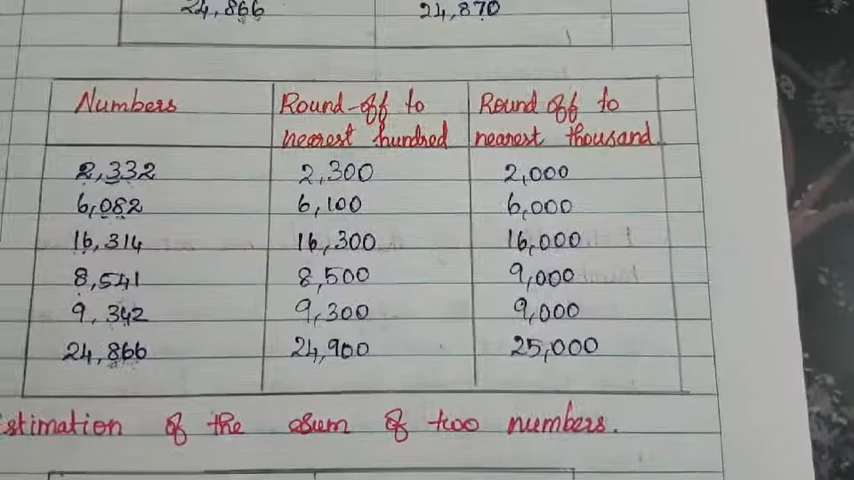 24,866 24,870
Numbers Round-off to Round off to
nearest hundred nearest thousand
2,332 2,300 2,000
6,082 6,100 6,000
16,314 16,300 16,000
8,541 8,500 9,000
9,342 9,300 9,000
24,866 24,900 25,000
stimation of the sum of two numbers.